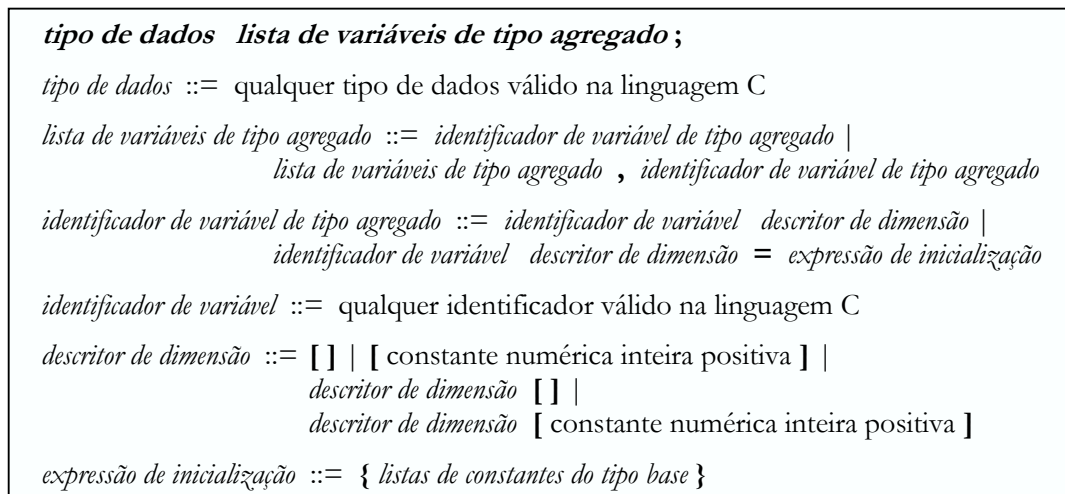 tipo de dados lista de variáveis de tipo agregado ;
tipo de dados ::= qualquer tipo de dados válido na linguagem C
lista de variáveis de tipo agregado ::= identificador de variável de tipo agregado |
lista de variáveis de tipo agregado , identificador de variável de tipo agregado
identificador de variável de tipo agregado ::= identificador de variável descritor de dimensão |
identificador de variável descritor de dimensão = expressão de inicialização
identificador de variável ::= qualquer identificador válido na linguagem C
descritor de dimensão ::= [ ] | [ constante numérica inteira positiva ] |
descritor de dimensão [ ] |
descritor de dimensão [ constante numérica inteira positiva ]
expressão de inicialização ::= { listas de constantes do tipo base }